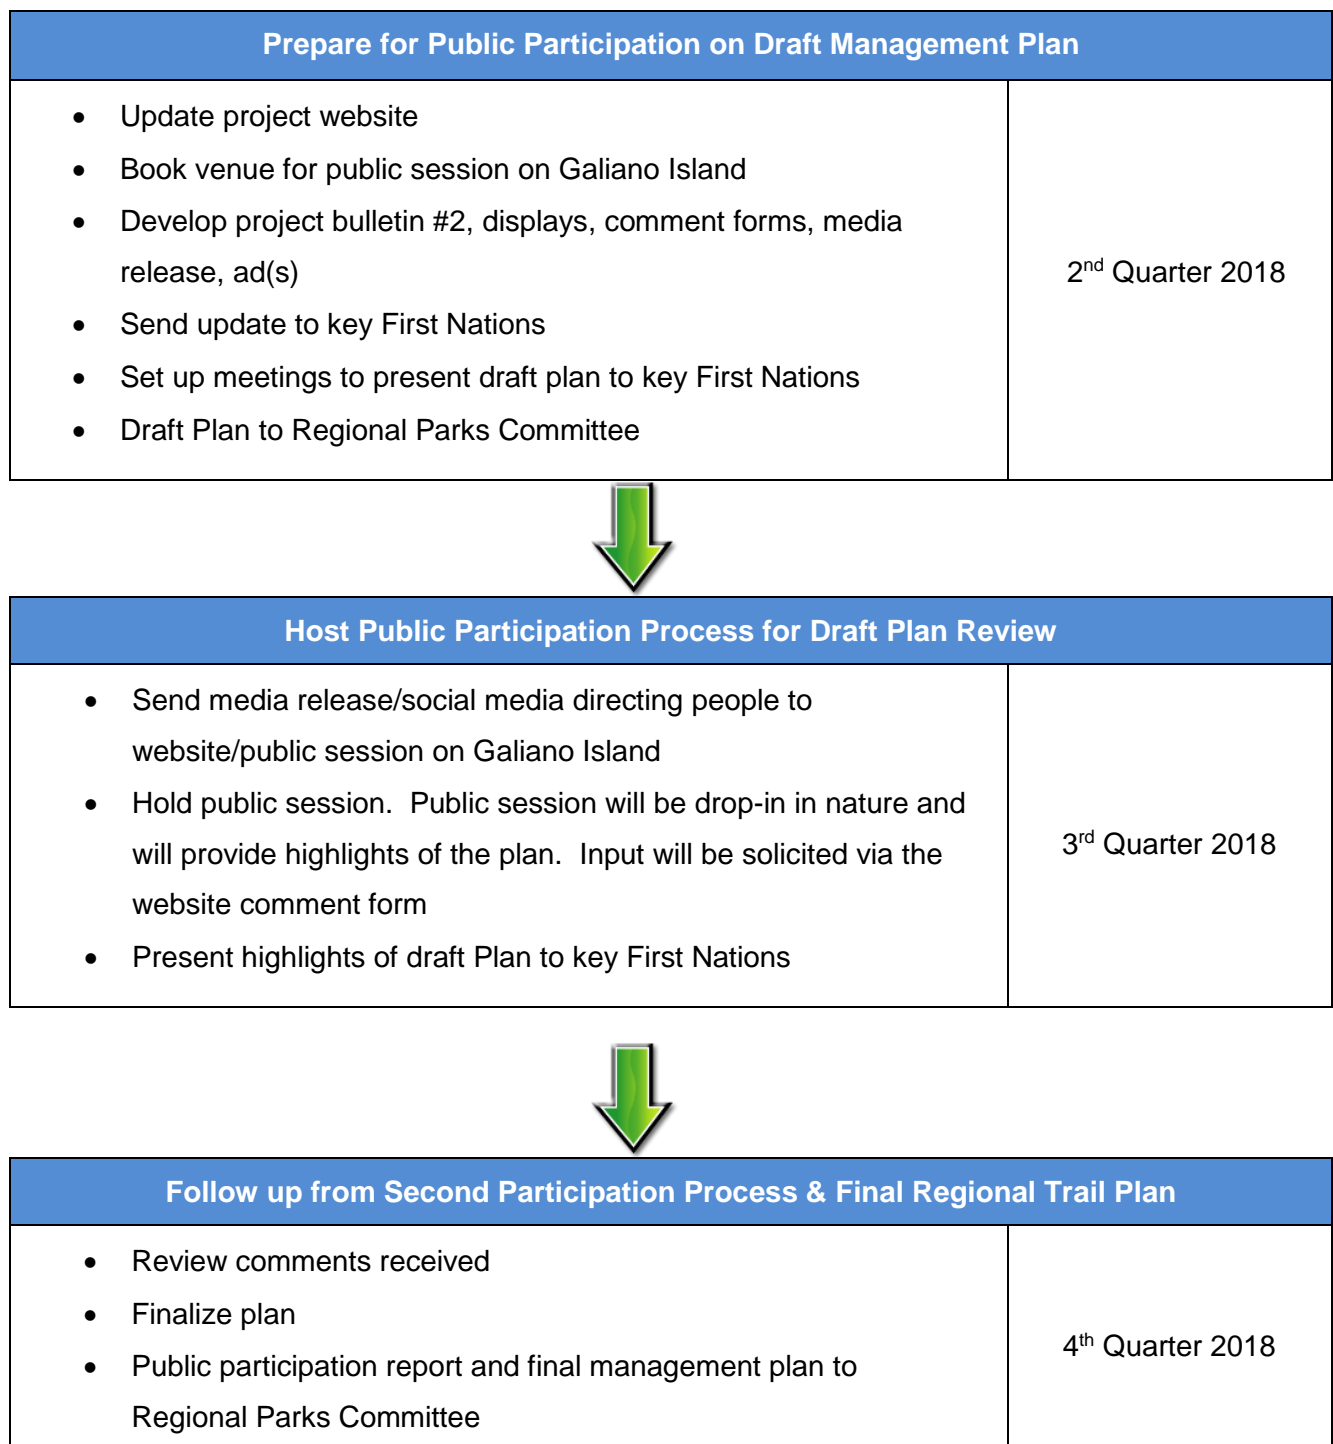 Prepare for Public Participation on Draft Management Plan
• Update project website
• Book venue for public session on Galiano Island
• Develop project bulletin #2, displays, comment forms, media
release, ad(s)
• Send update to key First Nations
• Set up meetings to present draft plan to key First Nations
• Draft Plan to Regional Parks Committee
2nd Quarter 2018
Host Public Participation Process for Draft Plan Review
• Send media release/social media directing people to
website/public session on Galiano Island
• Hold public session.  Public session will be drop-in in nature and
will provide highlights of the plan.  Input will be solicited via the
website comment form
• Present highlights of draft Plan to key First Nations
3rd Quarter 2018
Follow up from Second Participation Process & Final Regional Trail Plan
• Review comments received
• Finalize plan
• Public participation report and final management plan to
Regional Parks Committee
4th Quarter 2018